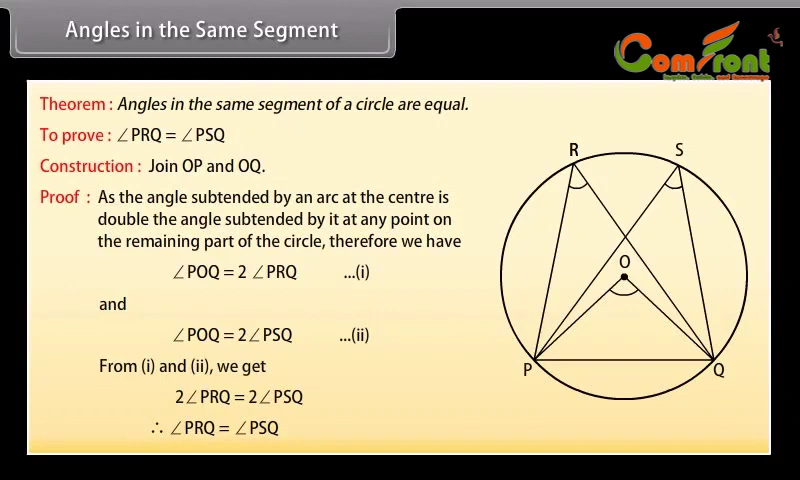 Angles in the Same Segment
ComFront
Theorem : Angles in the same segment of a circle are equal.
To prove : ∠PRQ = ∠PSQ
Construction : Join OP and OQ.
Proof : As the angle subtended by an arc at the centre is
double the angle subtended by it at any point on
the remaining part of the circle, therefore we have
∠POQ = 2 ∠PRQ ...(i)
and
∠POQ = 2∠PSQ ...(ii)
From (i) and (ii), we get
2∠PRQ = 2∠PSQ
∴ ∠PRQ = ∠PSQ
R S
O
P Q